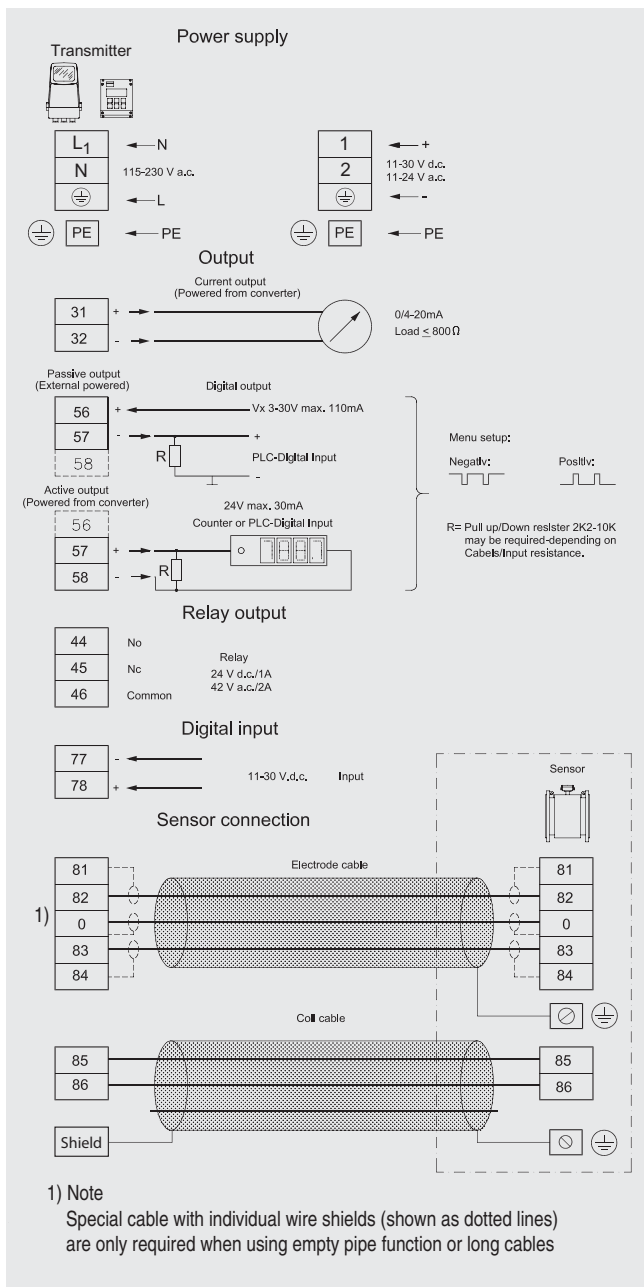 Power supply
Transmitter
L1 N
N 115-230 V a.c.
L
PE PE
1 +
2 11-30 V d.c.
11-24 V a.c.
-
PE PE
Output
Current output
(Powered from converter)
31 +
32 -
0/4-20mA
Load ≤ 800 Ω
Passive output
(External powered)
Digital output
56 + Vx 3-30V max. 110mA
57 - +
58 R PLC-Digital Input
-
Menu setup:
Negativ: Positiv:
Active output
(Powered from converter)
24V max. 30mA
Counter or PLC-Digital Input
56
57 +
58 - R
1801.1
R= Pull up/Down resister 2K2-10K
may be required-depending on
Cabels/Input resistance.
Relay output
44 No
45 Nc
46 Common
Relay
24 V d.c./1A
42 V a.c./2A
Digital input
77 -
78 +
11-30 V.d.c. Input
Sensor
Sensor connection
Electrode cable
81 81
82 82
1) 0 0
83 83
84 84
Coil cable
85 85
86 86
Shield
1) Note
Special cable with individual wire shields (shown as dotted lines)
are only required when using empty pipe function or long cables